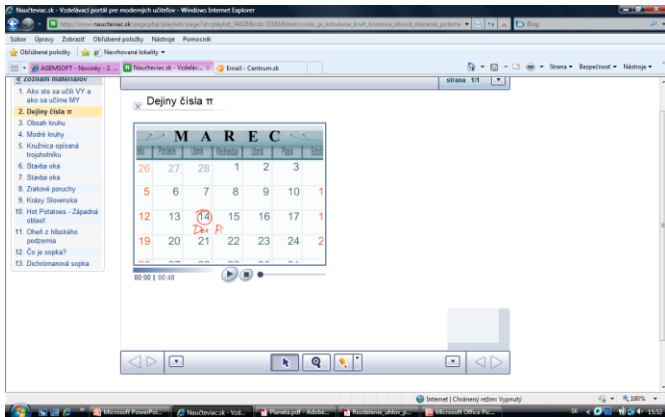 Naučteviac.sk - Vzdelávací portál pre moderných učiteľov - Windows Internet Explorer
Bing
Súbor Úpravy Zobraziť Obľúbené položky Nástroje Pomocník
Obľúbené položky Navrhované lokality
AGEMSOFT - Novinky - Z... Naučteviac.sk - Vzdeláv... Email - Centrum.sk Strana Bezpečnosť Nástroje
Zoznam materiálov
strana 1/1
1. Ako ste sa učili VY a ako sa učíme MY
2. Dejiny čísla π
3. Obsah kruhu
4. Modré kruhy
5. Kružnica opísaná trojuholníku
6. Stavba oka
7. Stavba oka
8. Zrakové poruchy
9. Krásy Slovenska
10. Hot Potatoes - Západná oblasť
11. Oheň z hlbokého podzemia
12. Čo je sopka?
13. Dichrómanová sopka
Dejiny čísla π
MAREC
26 27 28 1 2 3
5 6 7 8 9 10 1
12 13 14 15 16 17 1
Deň Pi
19 20 21 22 23 24 2
00:00 | 00:48
Internet | Chránený režim: Vypnutý 100%
Microsoft PowerPoi... Naučteviac.sk - Vzd... Planeta.pdf - Adobe... Rozdelenie_uhlov_p... Microsoft Office Pic... SK 15:52